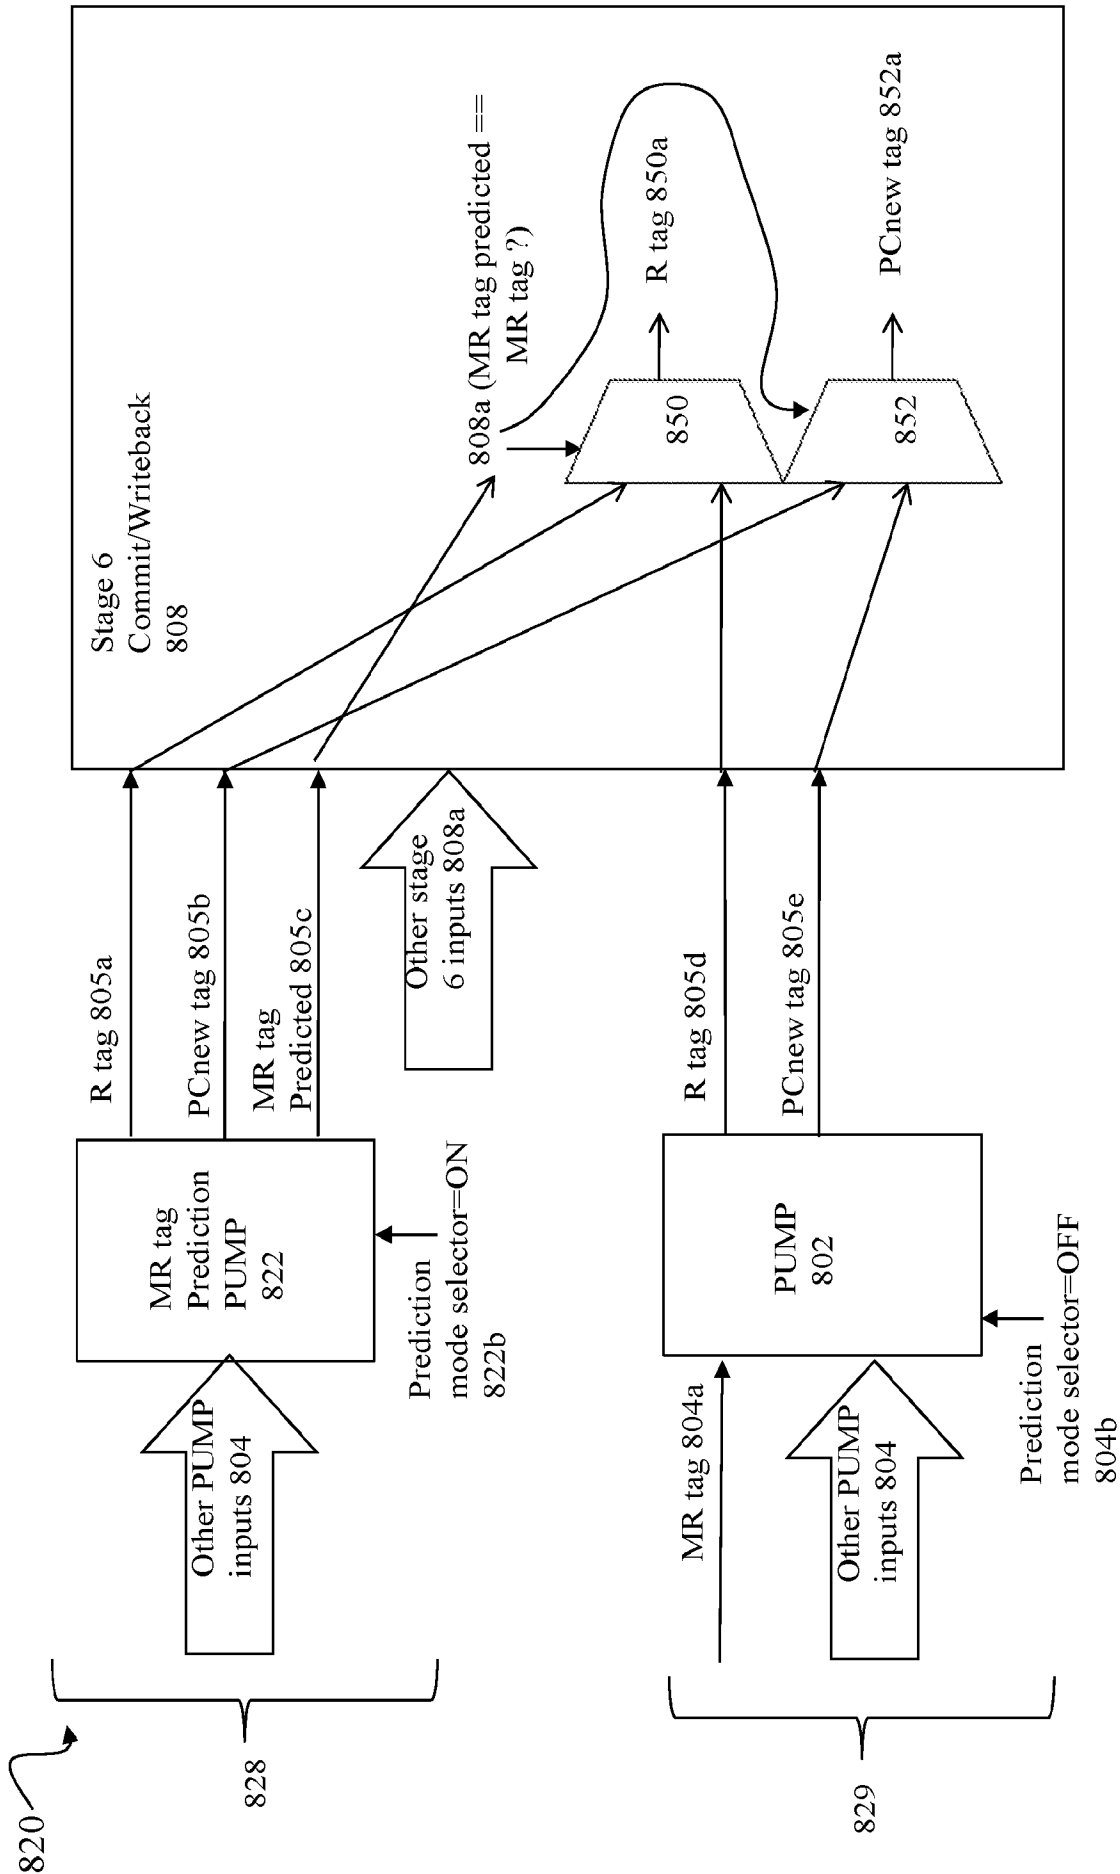 820
828
Other PUMP
inputs 804
MR tag
Prediction
PUMP
822
Prediction
mode selector=ON
822b
R tag 805a
PCnew tag 805b
MR tag
Predicted 805c
Other stage
6 inputs 808a
Stage 6
Commit/Writeback
808
808a (MR tag predicted ==
MR tag ?)
850
R tag 850a
852
PCnew tag 852a
829
MR tag 804a
Other PUMP
inputs 804
PUMP
802
Prediction
mode selector=OFF
804b
R tag 805d
PCnew tag 805e